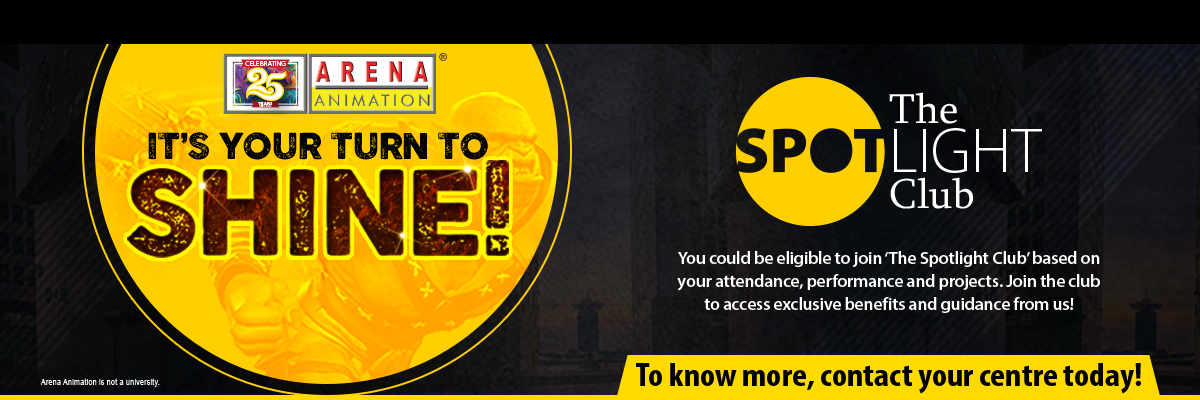 CELEBRATING
25
YEARS
ARENA ®
ANIMATION
IT'S YOUR TURN TO
SHINE!
Arena Animation is not a university.
The
SPOTLIGHT
Club
You could be eligible to join ‘The Spotlight Club’ based on
your attendance, performance and projects. Join the club
to access exclusive benefits and guidance from us!
To know more, contact your centre today!